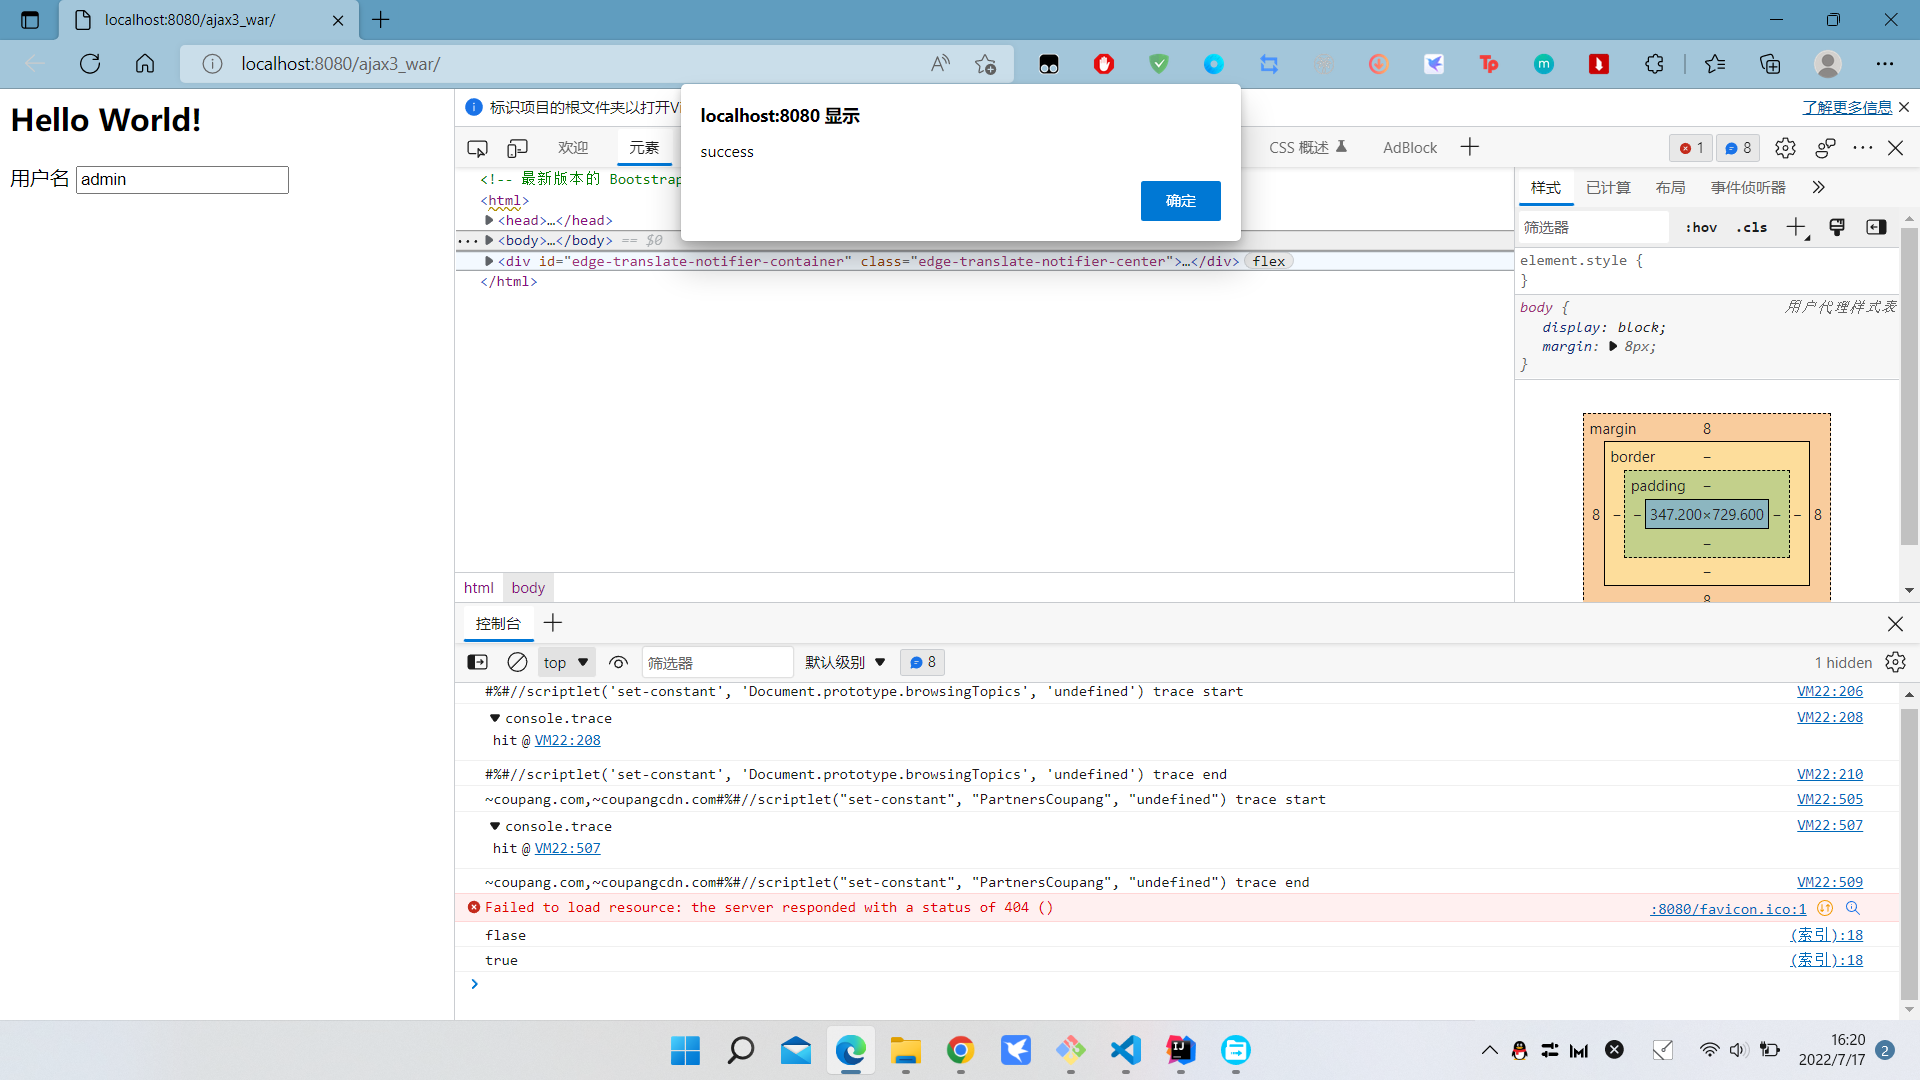 localhost:8080/ajax3_war/
localhost:8080/ajax3_war/
Hello World!
用户名 admin
标识项目的根文件夹以打开Vi
了解更多信息
localhost:8080 显示
success
确定
欢迎 元素 CSS 概述 AdBlock 1 8
<!-- 最新版本的 Bootstrap
<html>
<head>…</head>
<body>…</body> == $0
<div id="edge-translate-notifier-container" class="edge-translate-notifier-center">…</div> flex
</html>
html body
样式 已计算 布局 事件侦听器
筛选器 :hov .cls
element.style {
}
body { 用户代理样式表
display: block;
margin: 8px;
}
margin 8
border –
padding –
8 – – 347.200×729.600 – – 8
–
–
8
控制台
top 筛选器 默认级别 8 1 hidden
#%#//scriptlet('set-constant', 'Document.prototype.browsingTopics', 'undefined') trace start VM22:206
console.trace VM22:208
hit @ VM22:208
#%#//scriptlet('set-constant', 'Document.prototype.browsingTopics', 'undefined') trace end VM22:210
~coupang.com,~coupangcdn.com#%#//scriptlet("set-constant", "PartnersCoupang", "undefined") trace start VM22:505
console.trace VM22:507
hit @ VM22:507
~coupang.com,~coupangcdn.com#%#//scriptlet("set-constant", "PartnersCoupang", "undefined") trace end VM22:509
Failed to load resource: the server responded with a status of 404 () :8080/favicon.ico:1
flase (索引):18
true (索引):18
16:20
2022/7/17 2